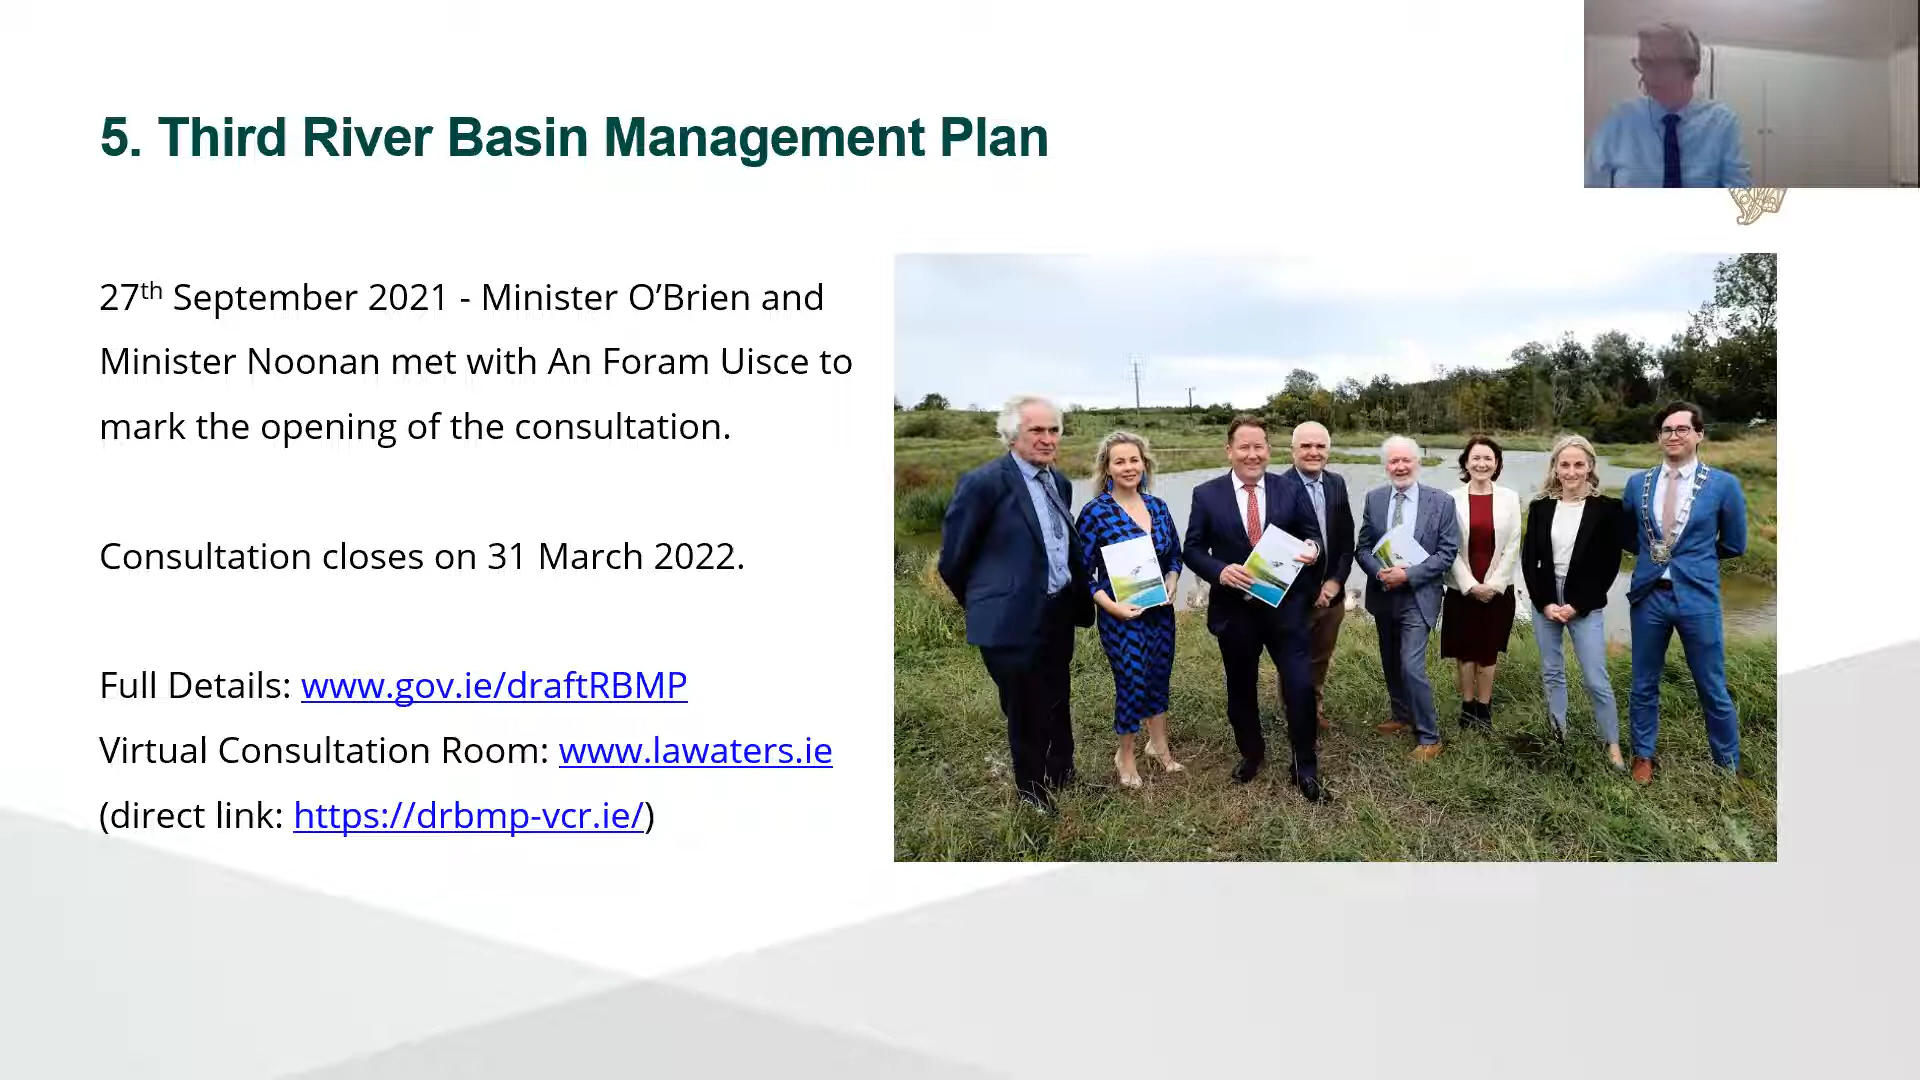 5. Third River Basin Management Plan
27th September 2021 - Minister O’Brien and
Minister Noonan met with An Foram Uisce to
mark the opening of the consultation.
Consultation closes on 31 March 2022.
Full Details: www.gov.ie/draftRBMP
Virtual Consultation Room: www.lawaters.ie
(direct link: https://drbmp-vcr.ie/)